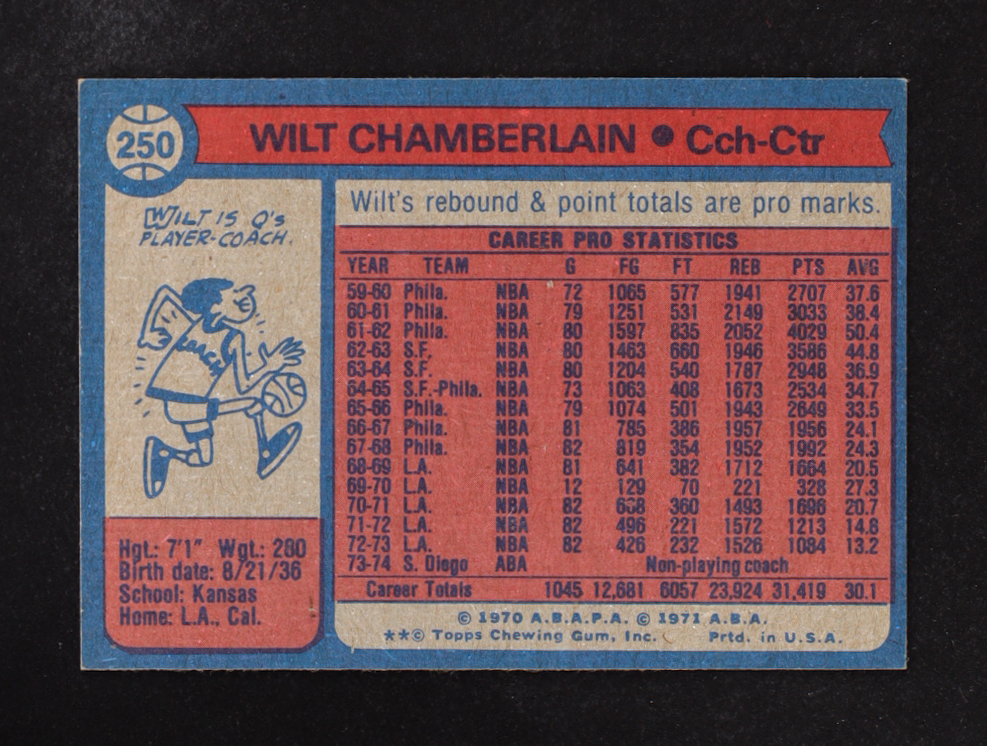 250
WILT CHAMBERLAIN ● Cch-Ctr
WILT IS Q's
PLAYER-COACH.
COACH
Hgt.: 7'1" Wgt.: 280
Birth date: 8/21/36
School: Kansas
Home: L.A., Cal.
Wilt's rebound & point totals are pro marks.
CAREER PRO STATISTICS
YEAR TEAM G FG FT REB PTS AVG
59-60 Phila. NBA 72 1065 577 1941 2707 37.6
60-61 Phila. NBA 79 1251 531 2149 3033 38.4
61-62 Phila. NBA 80 1597 835 2052 4029 50.4
62-63 S.F. NBA 80 1463 660 1946 3586 44.8
63-64 S.F. NBA 80 1204 540 1787 2948 36.9
64-65 S.F.-Phila. NBA 73 1063 408 1673 2534 34.7
65-66 Phila. NBA 79 1074 501 1943 2649 33.5
66-67 Phila. NBA 81 785 386 1957 1956 24.1
67-68 Phila. NBA 82 819 354 1952 1992 24.3
68-69 L.A. NBA 81 641 382 1712 1664 20.5
69-70 L.A. NBA 12 129 70 221 328 27.3
70-71 L.A. NBA 82 668 360 1493 1696 20.7
71-72 L.A. NBA 82 496 221 1572 1213 14.8
72-73 L.A. NBA 82 426 232 1526 1084 13.2
73-74 S. Diego ABA Non-playing coach
Career Totals 1045 12,681 6057 23,924 31,419 30.1
© 1970 A.B.A.P.A. © 1971 A.B.A.
**© Topps Chewing Gum, Inc. Prtd. in U.S.A.